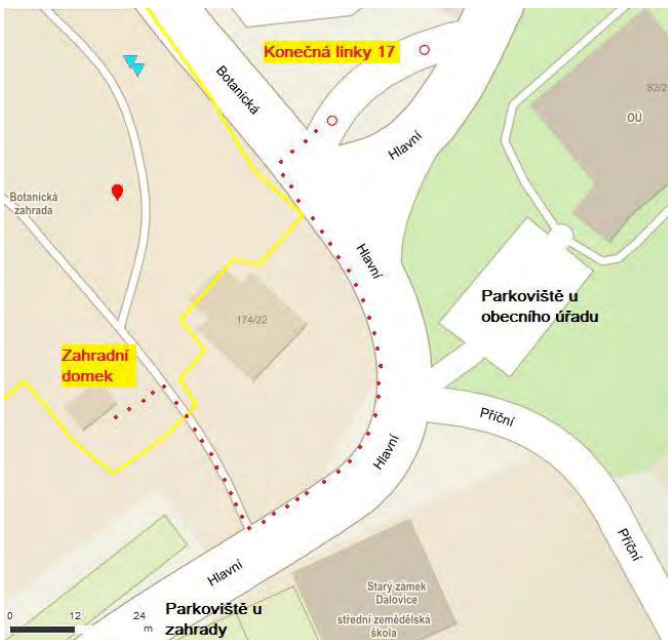 Konečná linky 17
Botanická
82/2
OÚ
Hlavní
Botanická
zahrada
Hlavní
Parkoviště u
obecního úřadu
174/22
Zahradní
domek
Příční
Hlavní
Příční
Hlavní
Starý zámek
Dalovice
střední zemědělská
škola
Parkoviště u
zahrady
0 12 24
m